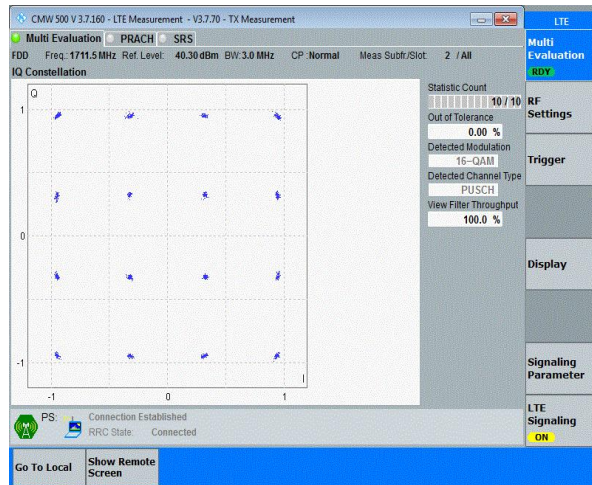 CMW 500 V 3.7.160 - LTE Measurement - V3.7.70 - TX Measurement
LTE
Multi Evaluation PRACH SRS
Multi Evaluation
RDY
FDD Freq.: 1711.5 MHz Ref. Level: 40.30 dBm BW: 3.0 MHz CP : Normal Meas Subfr./Slot: 2 / All
IQ Constellation
Statistic Count
10 / 10
Out of Tolerance
0.00 %
Detected Modulation
16-QAM
Detected Channel Type
PUSCH
View Filter Throughput
100.0 %
Q
1
0
-1
I
-1 0 1
RF Settings
Trigger
Display
Signaling Parameter
LTE Signaling
ON
PS: Connection Established
RRC State: Connected
Go To Local
Show Remote Screen